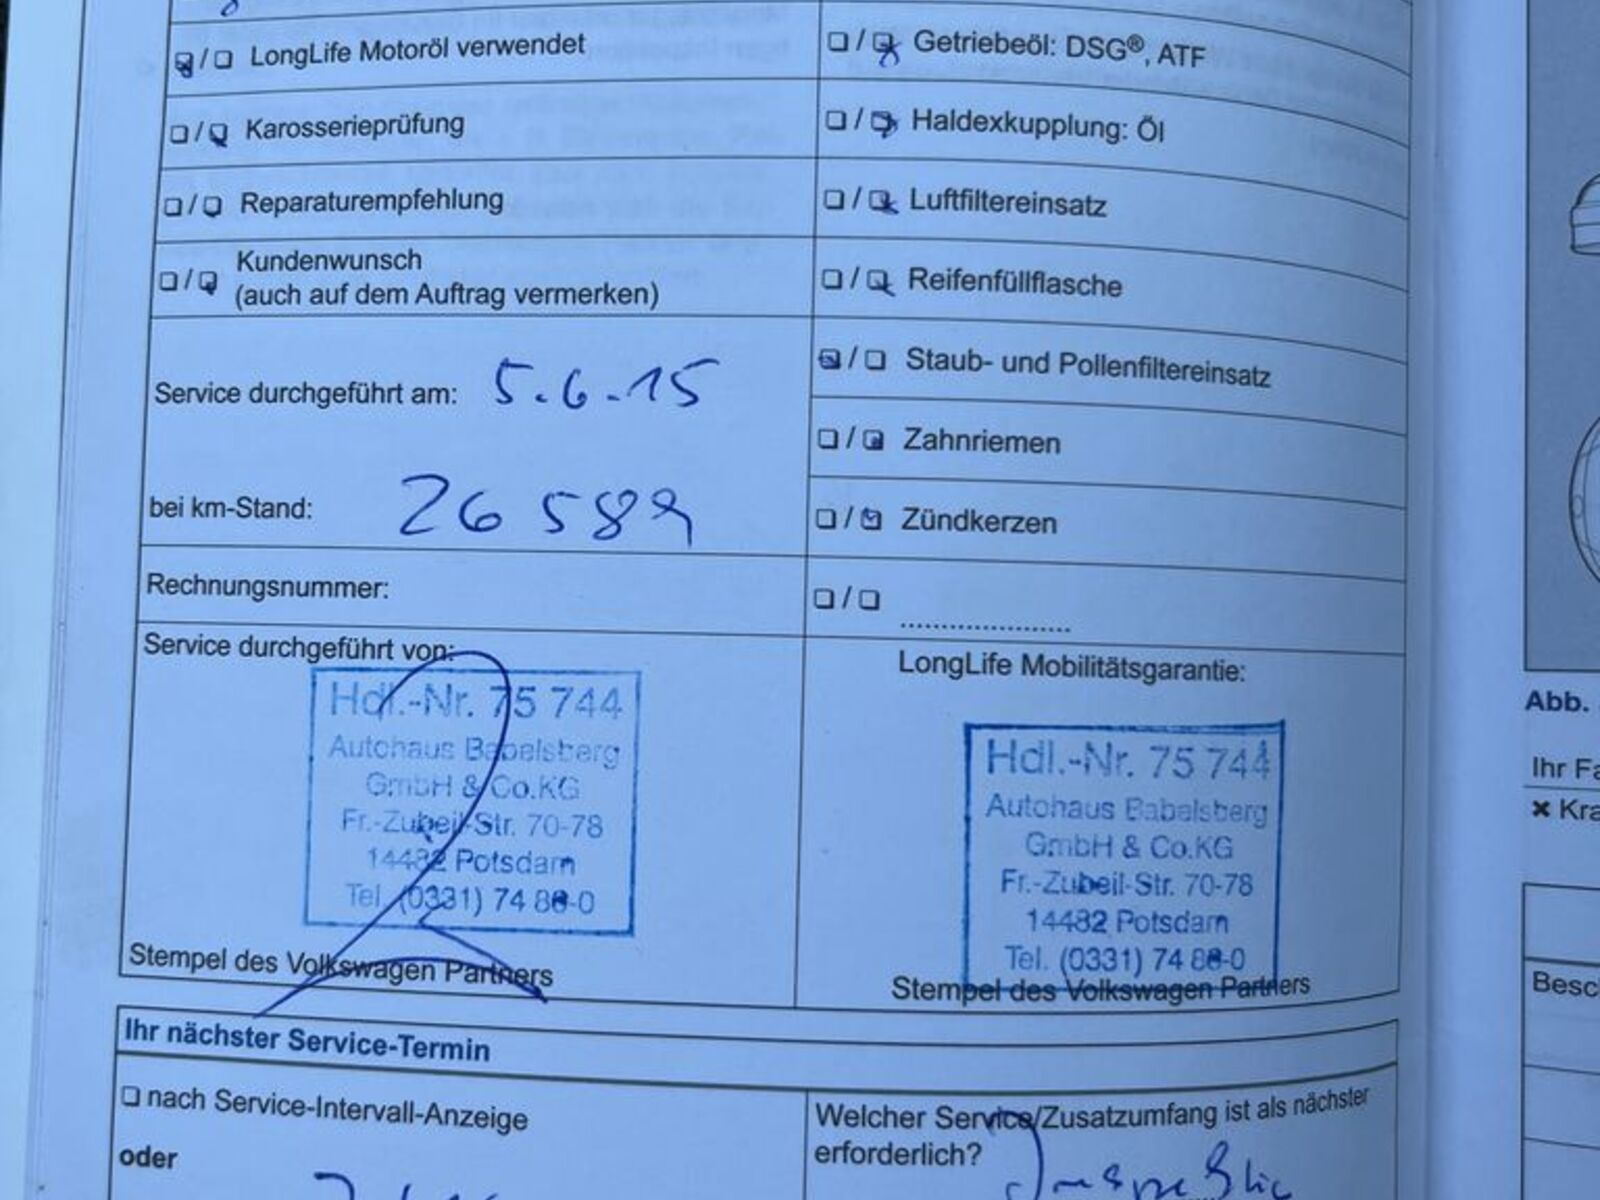 ❏ / ❏ LongLife Motoröl verwendet
❏ / ❏ Karosserieprüfung
❏ / ❏ Reparaturempfehlung
❏ / ❏ Kundenwunsch
(auch auf dem Auftrag vermerken)
Service durchgeführt am: 5.6.15
bei km-Stand: 26 589
Rechnungsnummer:
Service durchgeführt von:
Hdl.-Nr. 75 744
Autohaus Babelsberg
GmbH & Co.KG
Fr.-Zubeil-Str. 70-78
14482 Potsdam
Tel. (0331) 74 88-0
Stempel des Volkswagen Partners
❏ / ❏ Getriebeöl: DSG®, ATF
❏ / ❏ Haldexkupplung: Öl
❏ / ❏ Luftfiltereinsatz
❏ / ❏ Reifenfüllflasche
❏ / ❏ Staub- und Pollenfiltereinsatz
❏ / ❏ Zahnriemen
❏ / ❏ Zündkerzen
❏ / ❏ .....................
LongLife Mobilitätsgarantie:
Hdl.-Nr. 75 744
Autohaus Babelsberg
GmbH & Co.KG
Fr.-Zubeil-Str. 70-78
14482 Potsdam
Tel. (0331) 74 88-0
Stempel des Volkswagen Partners
Ihr nächster Service-Termin
❏ nach Service-Intervall-Anzeige
oder
Welcher Service/Zusatzumfang ist als nächster
erforderlich?
Abb.
Ihr